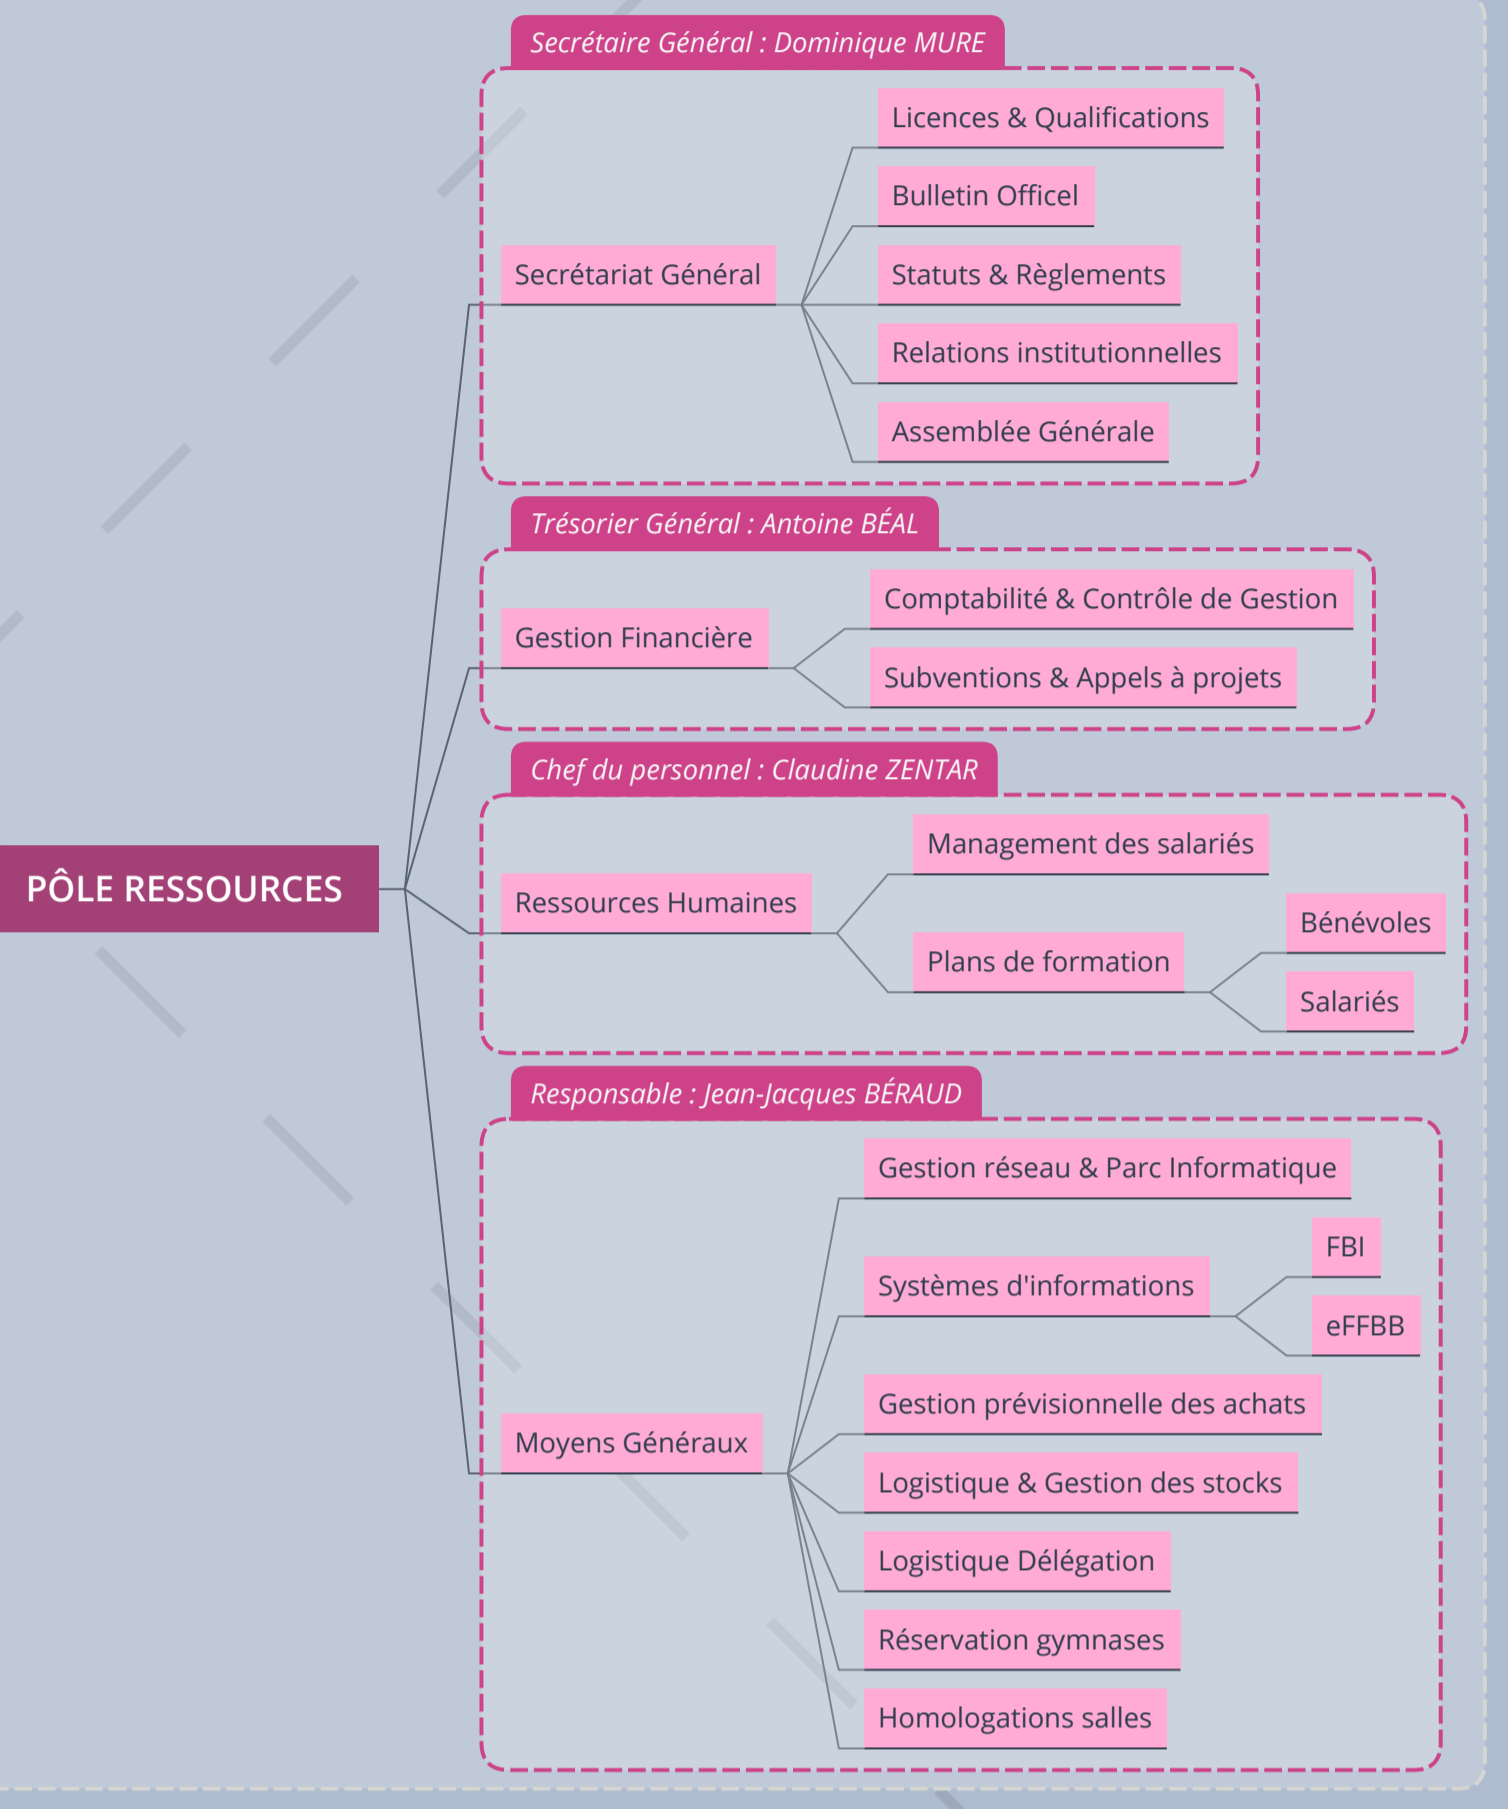 Secrétaire Général : Dominique MURE
Licences & Qualifications
Bulletin Officel
Secrétariat Général
Statuts & Règlements
Relations institutionnelles
Assemblée Générale
Trésorier Général : Antoine BÉAL
Comptabilité & Contrôle de Gestion
Gestion Financière
Subventions & Appels à projets
Chef du personnel : Claudine ZENTAR
Management des salariés
PÔLE RESSOURCES
Ressources Humaines
Bénévoles
Plans de formation
Salariés
Responsable : Jean-Jacques BÉRAUD
Gestion réseau & Parc Informatique
FBI
Systèmes d'informations
eFFBB
Gestion prévisionnelle des achats
Moyens Généraux
Logistique & Gestion des stocks
Logistique Délégation
Réservation gymnases
Homologations salles